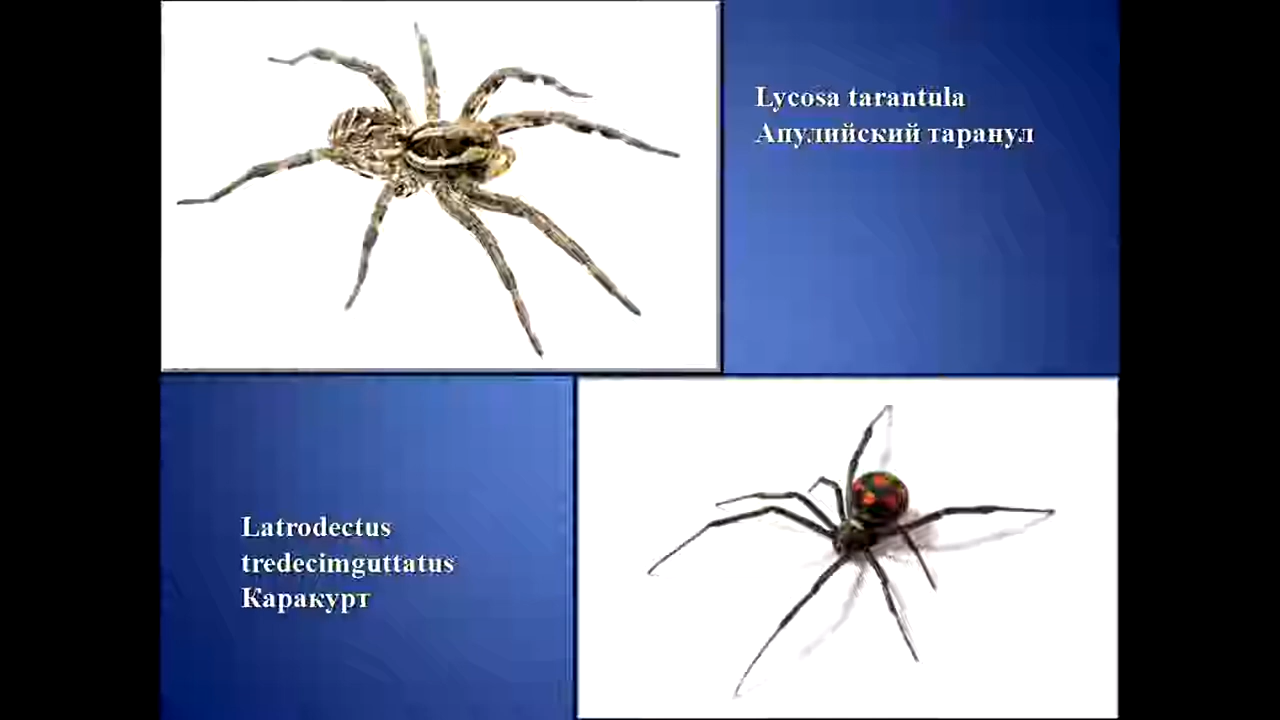 Lycosa tarantula
Апулийский таранул
Latrodectus
tredecimguttatus
Каракурт